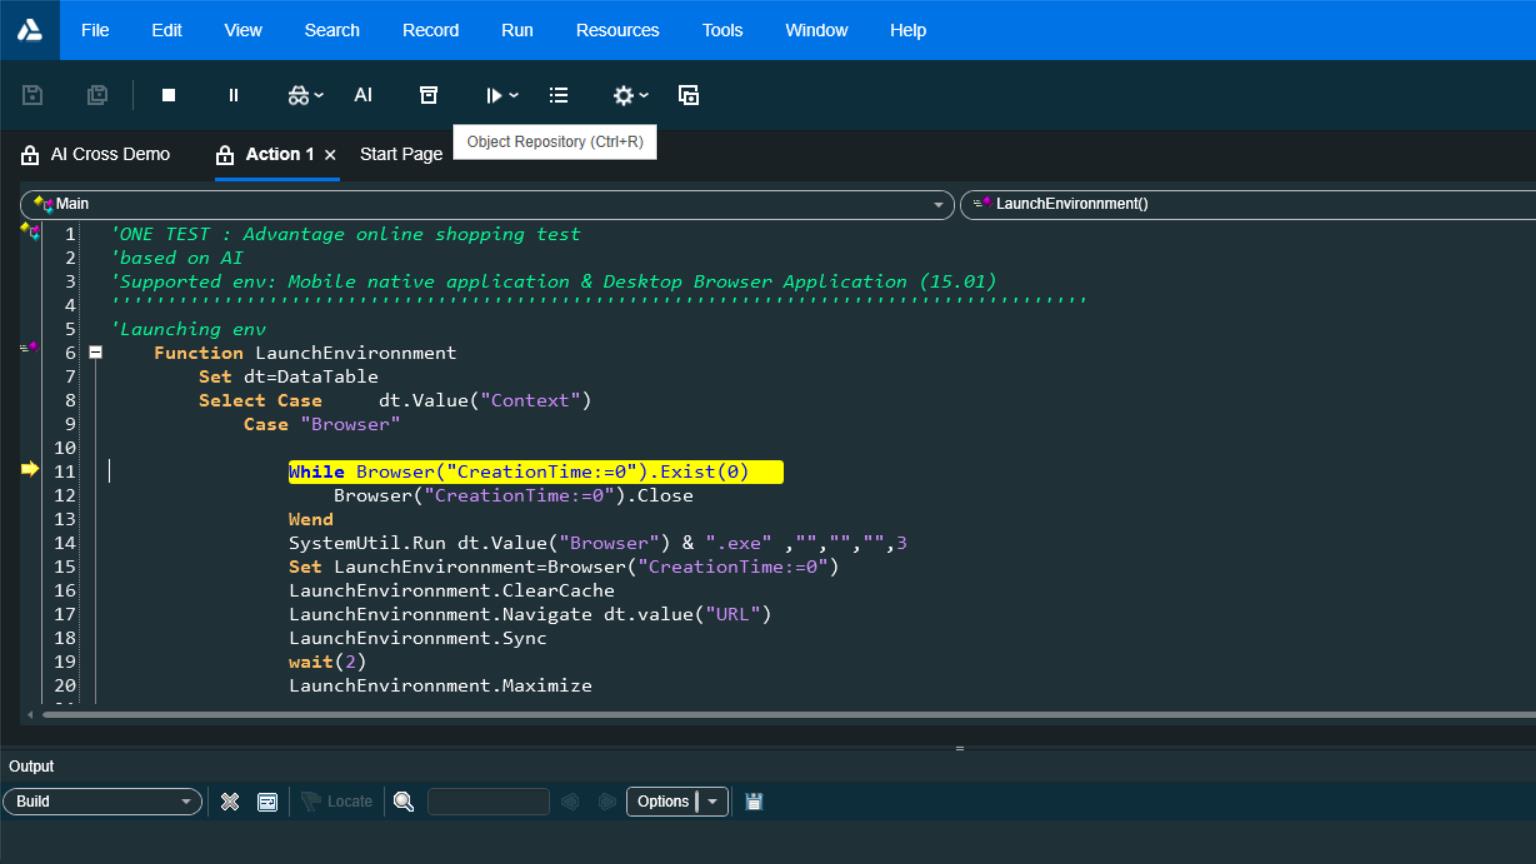 File Edit View Search Record Run Resources Tools Window Help
AI
Object Repository (Ctrl+R)
AI Cross Demo Action 1 × Start Page
Main LaunchEnvironnment()
1 'ONE TEST : Advantage online shopping test
2 'based on AI
3 'Supported env: Mobile native application & Desktop Browser Application (15.01)
4 '''''''''''''''''''''''''''''''''''''''''''''''''''''''''''''''''''''''''''''''''''''''
5 'Launching env
6 Function LaunchEnvironnment
7 Set dt=DataTable
8 Select Case     dt.Value("Context")
9 Case "Browser"
10
11 While Browser("CreationTime:=0").Exist(0)
12 Browser("CreationTime:=0").Close
13 Wend
14 SystemUtil.Run dt.Value("Browser") & ".exe" ,"","","",3
15 Set LaunchEnvironnment=Browser("CreationTime:=0")
16 LaunchEnvironnment.ClearCache
17 LaunchEnvironnment.Navigate dt.value("URL")
18 LaunchEnvironnment.Sync
19 wait(2)
20 LaunchEnvironnment.Maximize
Output
Build Locate Options